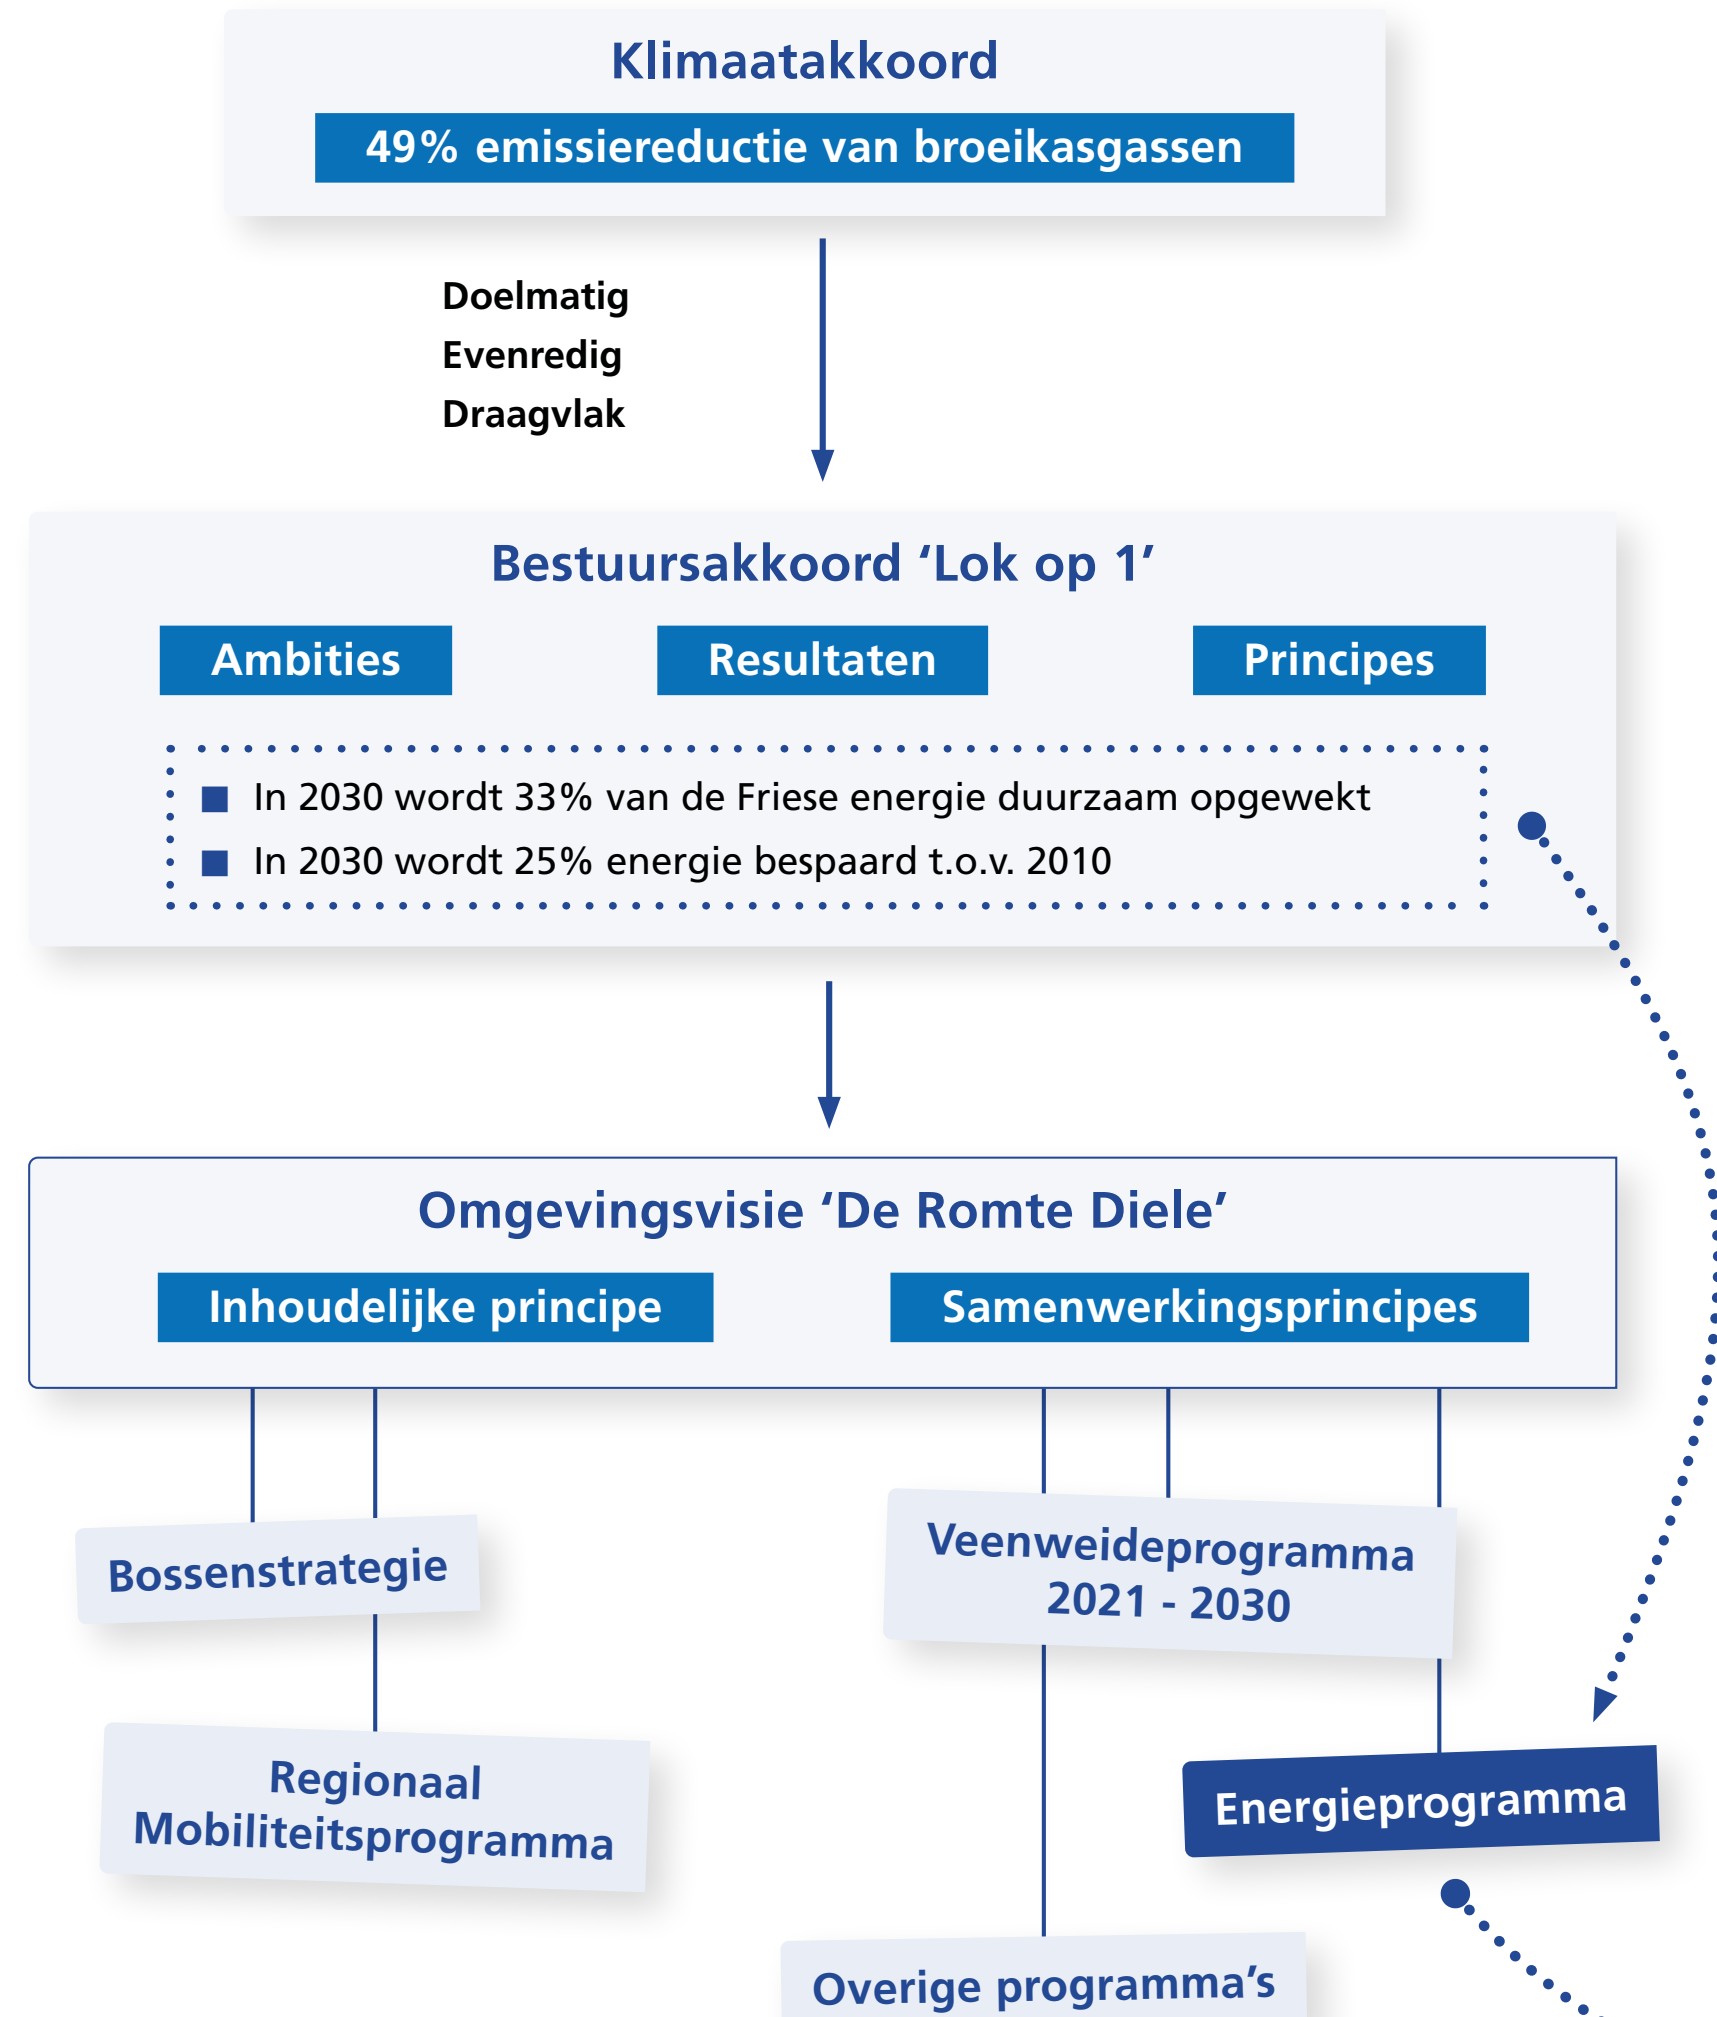 Klimaatakkoord
49% emissiereductie van broeikasgassen
Doelmatig
Evenredig
Draagvlak
Bestuursakkoord ‘Lok op 1’
Ambities
Resultaten
Principes
In 2030 wordt 33% van de Friese energie duurzaam opgewekt
In 2030 wordt 25% energie bespaard t.o.v. 2010
Omgevingsvisie ‘De Romte Diele’
Inhoudelijke principe
Samenwerkingsprincipes
Bossenstrategie
Veenweideprogramma
2021 - 2030
Regionaal
Mobiliteitsprogramma
Energieprogramma
Overige programma’s